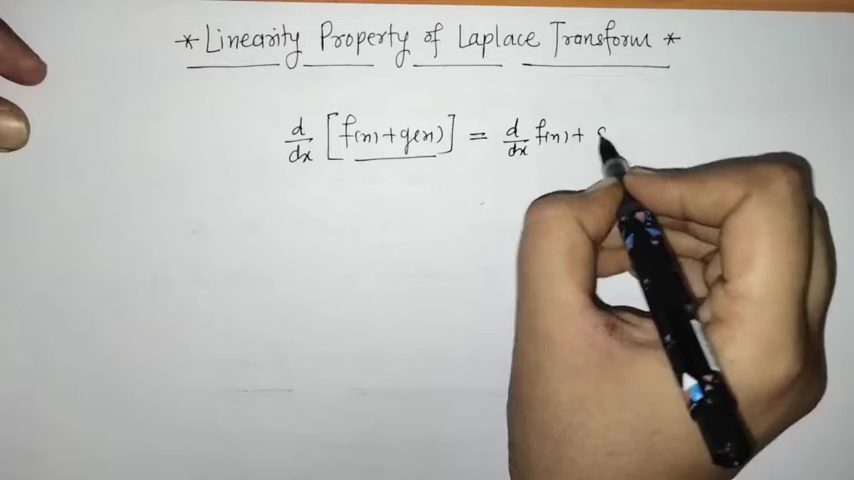 * Linearity Property of Laplace Transform *
d/dx [f(x)+g(x)] = d/dx f(x) +